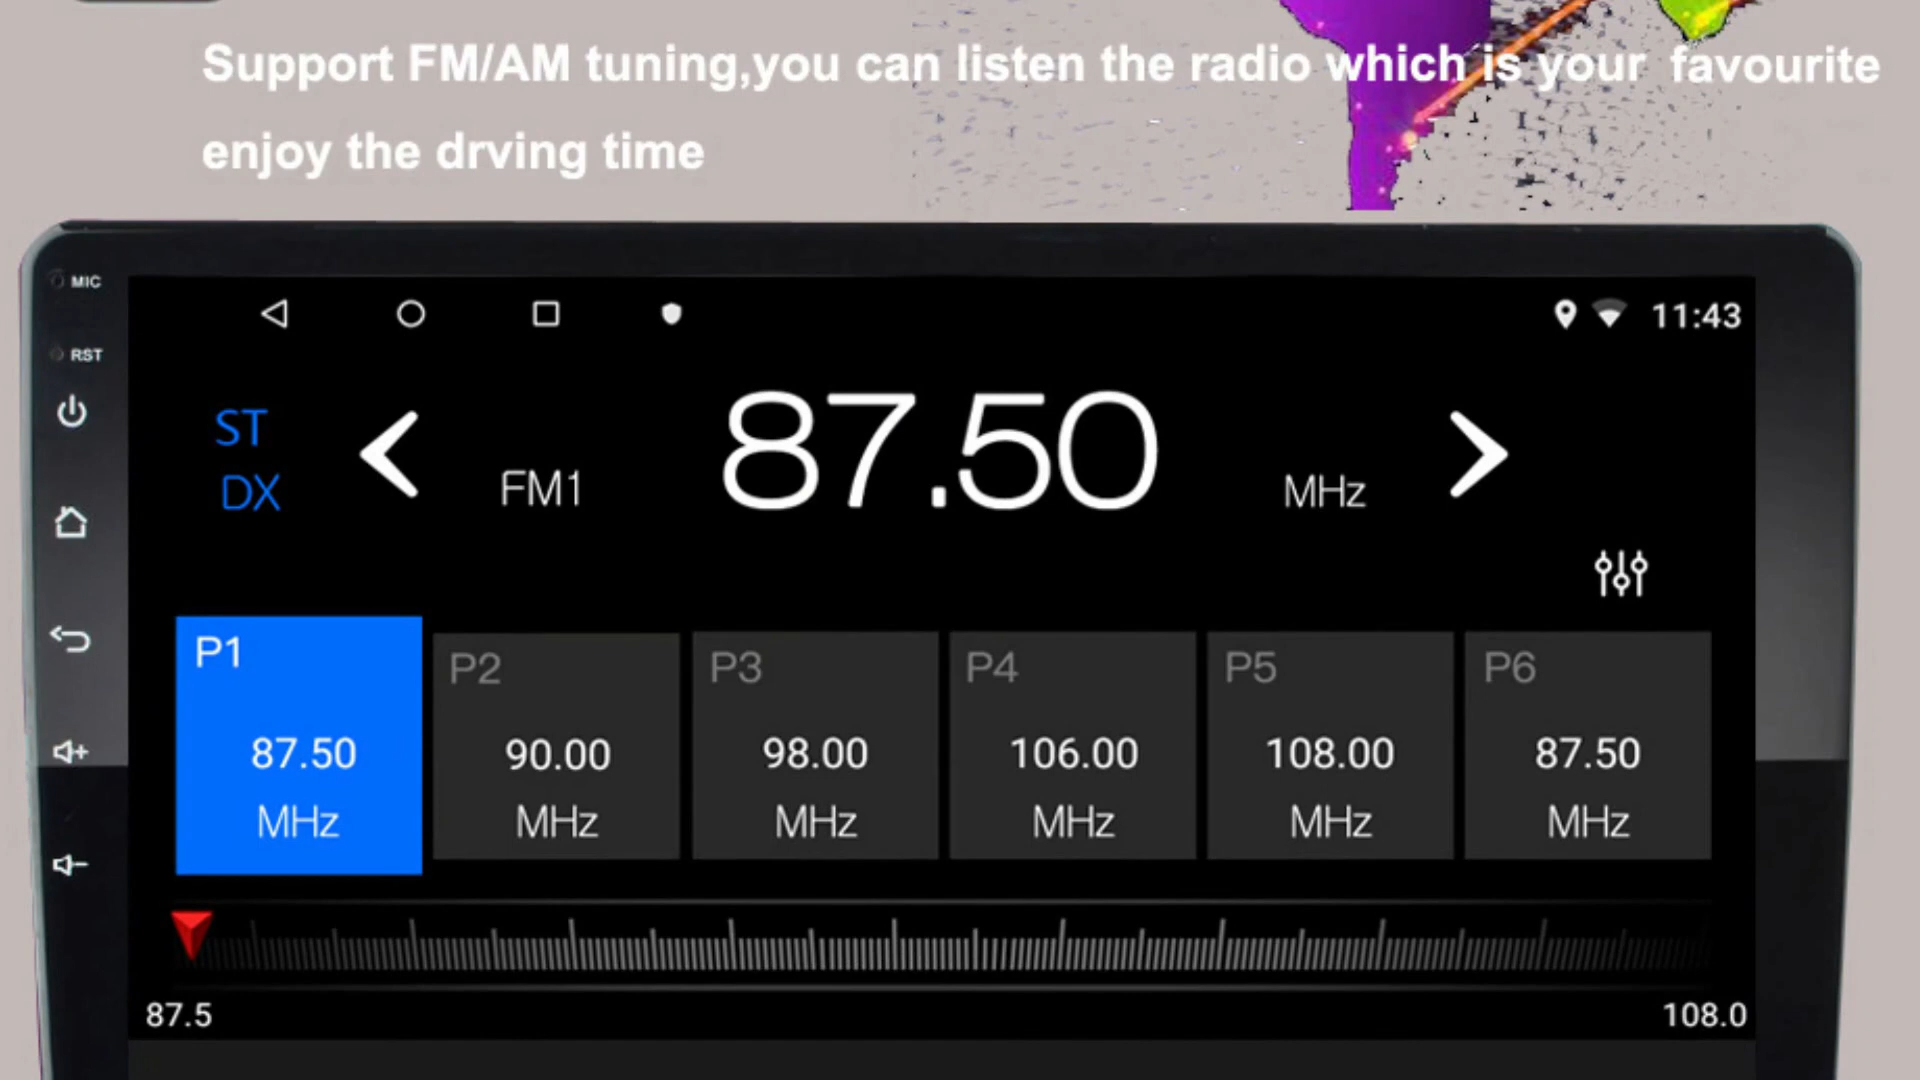 Support FM/AM tuning,you can listen the radio which is your favourite
enjoy the drving time
MIC
RST
11:43
ST
DX
FM1
87.50
MHz
P1
87.50
MHz
P2
90.00
MHz
P3
98.00
MHz
P4
106.00
MHz
P5
108.00
MHz
P6
87.50
MHz
87.5
108.0